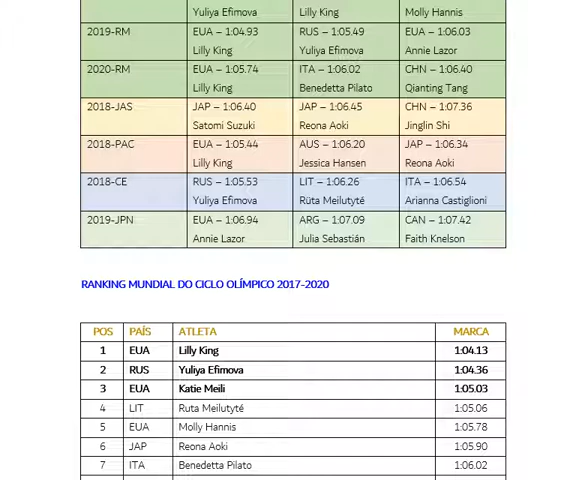 Yuliya Efimova Lilly King Molly Hannis
2019-RM EUA – 1:04.93 RUS – 1:05.49 EUA – 1:06.03
Lilly King Yuliya Efimova Annie Lazor
2020-RM EUA – 1:05.74 ITA – 1:06.02 CHN – 1:06.40
Lilly King Benedetta Pilato Qianting Tang
2018-JAS JAP – 1:06.40 JAP – 1:06.45 CHN – 1:07.36
Satomi Suzuki Reona Aoki Jinglin Shi
2018-PAC EUA – 1:05.44 AUS – 1:06.20 JAP – 1:06.34
Lilly King Jessica Hansen Reona Aoki
2018-CE RUS – 1:05.53 LIT – 1:06.26 ITA – 1:06.54
Yuliya Efimova Rūta Meilutyté Arianna Castiglioni
2019-JPN EUA – 1:06.94 ARG – 1:07.09 CAN – 1:07.42
Annie Lazor Julia Sebastián Faith Knelson
RANKING MUNDIAL DO CICLO OLÍMPICO 2017-2020
POS PAÍS ATLETA MARCA
1 EUA Lilly King 1:04.13
2 RUS Yuliya Efimova 1:04.36
3 EUA Katie Meili 1:05.03
4 LIT Ruta Meilutyté 1:05.06
5 EUA Molly Hannis 1:05.78
6 JAP Reona Aoki 1:05.90
7 ITA Benedetta Pilato 1:06.02